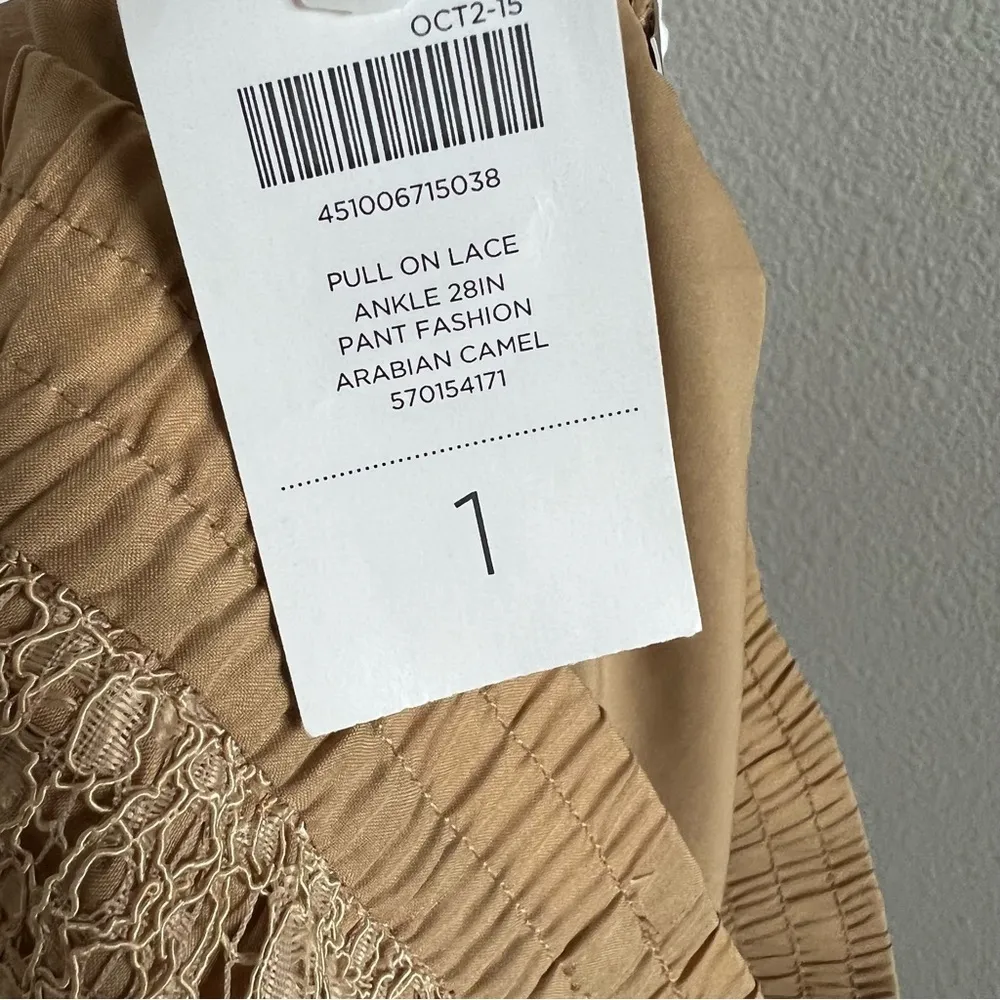 OCT2-15
451006715038
PULL ON LACE
ANKLE 28IN
PANT FASHION
ARABIAN CAMEL
570154171
1